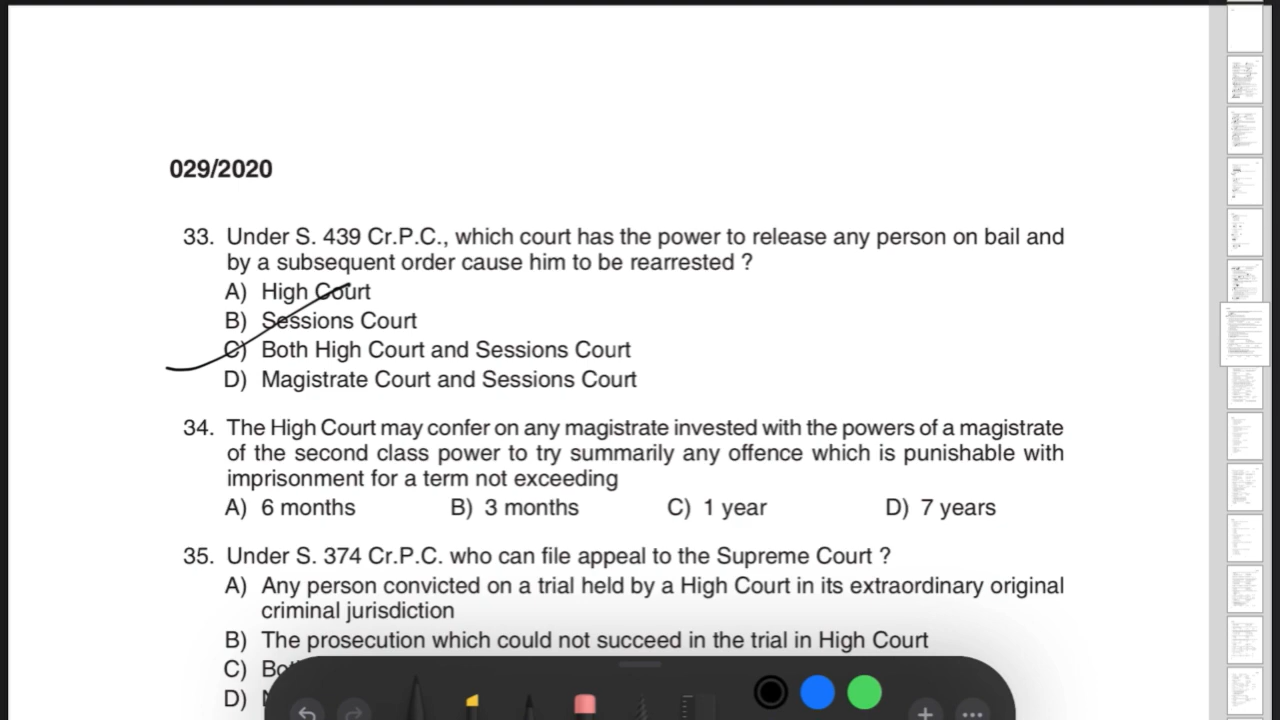 029/2020
33. Under S. 439 Cr.P.C., which court has the power to release any person on bail and
by a subsequent order cause him to be rearrested ?
A) High Court
B) Sessions Court
C) Both High Court and Sessions Court
D) Magistrate Court and Sessions Court
34. The High Court may confer on any magistrate invested with the powers of a magistrate
of the second class power to try summarily any offence which is punishable with
imprisonment for a term not exceeding
A) 6 months B) 3 months C) 1 year D) 7 years
35. Under S. 374 Cr.P.C. who can file appeal to the Supreme Court ?
A) Any person convicted on a trial held by a High Court in its extraordinary original
criminal jurisdiction
B) The prosecution which could not succeed in the trial in High Court
C)
D)